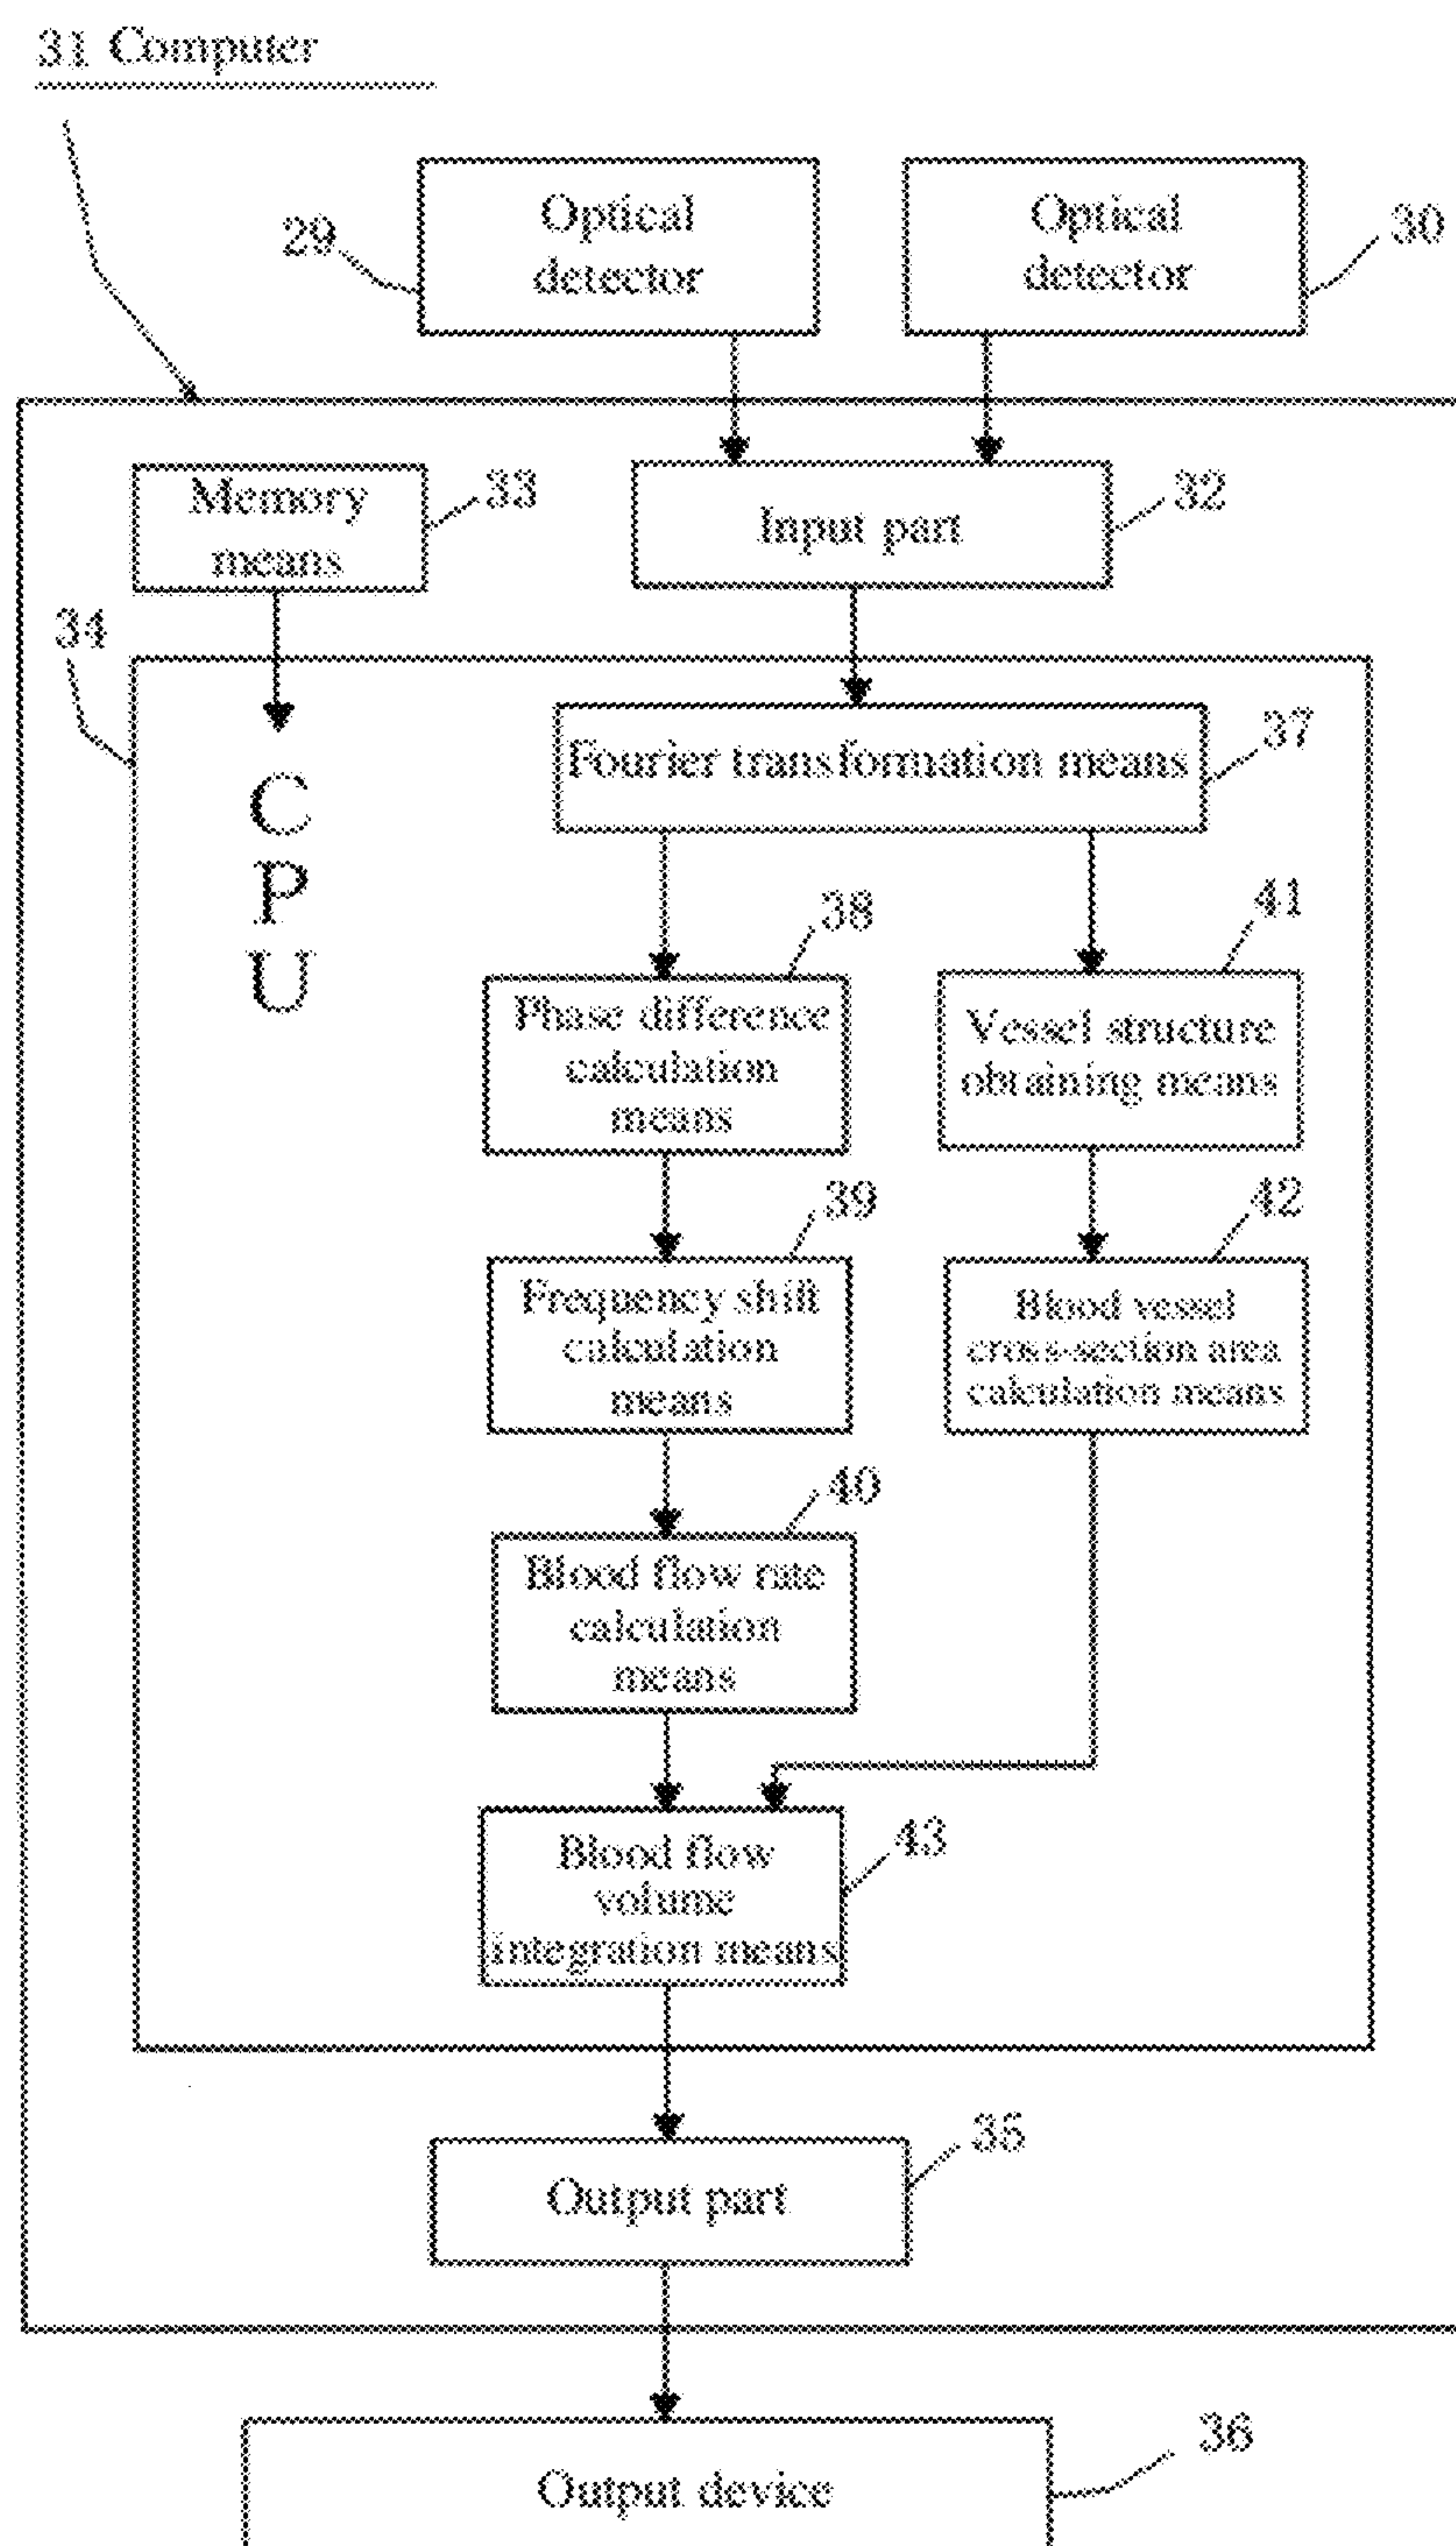 31 Computer
Optical
detector
29
Optical
detector
30
Memory
means
33
Input part
32
34
C
P
U
Fourier transformation means
37
38
Phase difference
calculation
means
41
Vessel structure
obtaining means
39
Frequency shift
calculation
means
42
Blood vessel
cross-section area
calculation means
40
Blood flow rate
calculation
means
Blood flow
volume
integration means
43
Output part
35
Output device
36